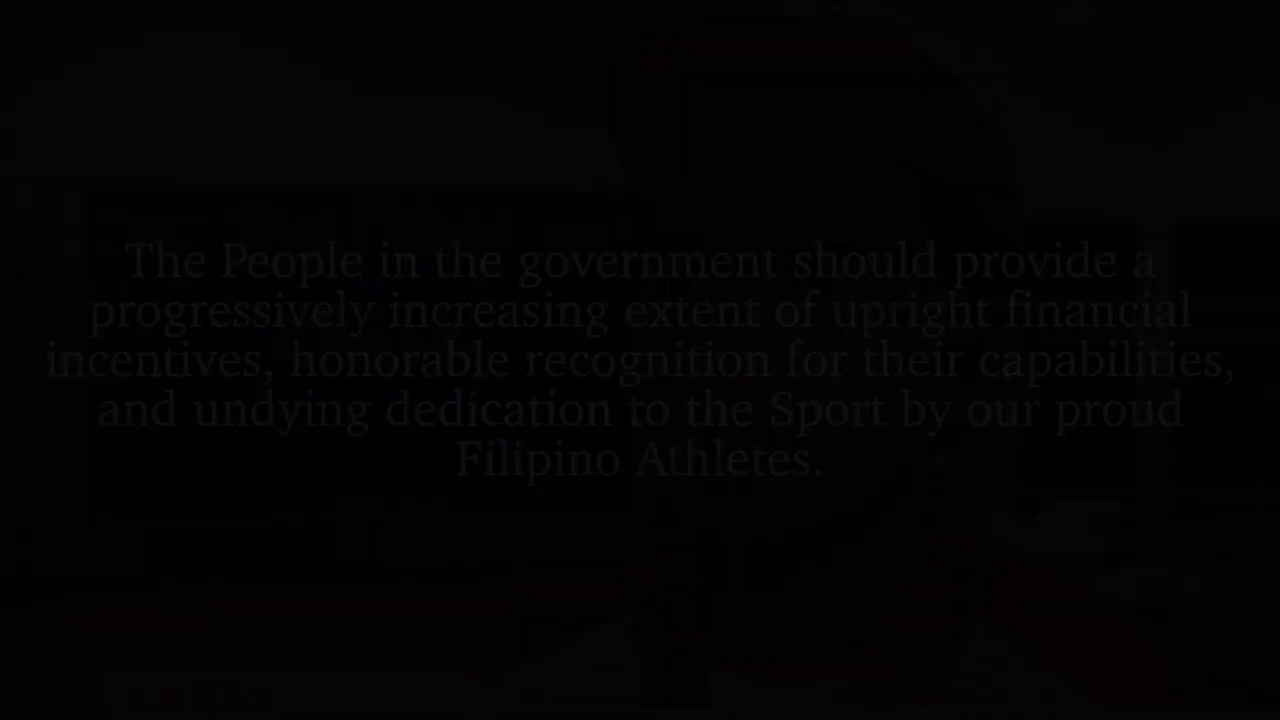 The People in the government should provide a
progressively increasing extent of upright financial
incentives, honorable recognition for their capabilities,
and undying dedication to the Sport by our proud
Filipino Athletes.